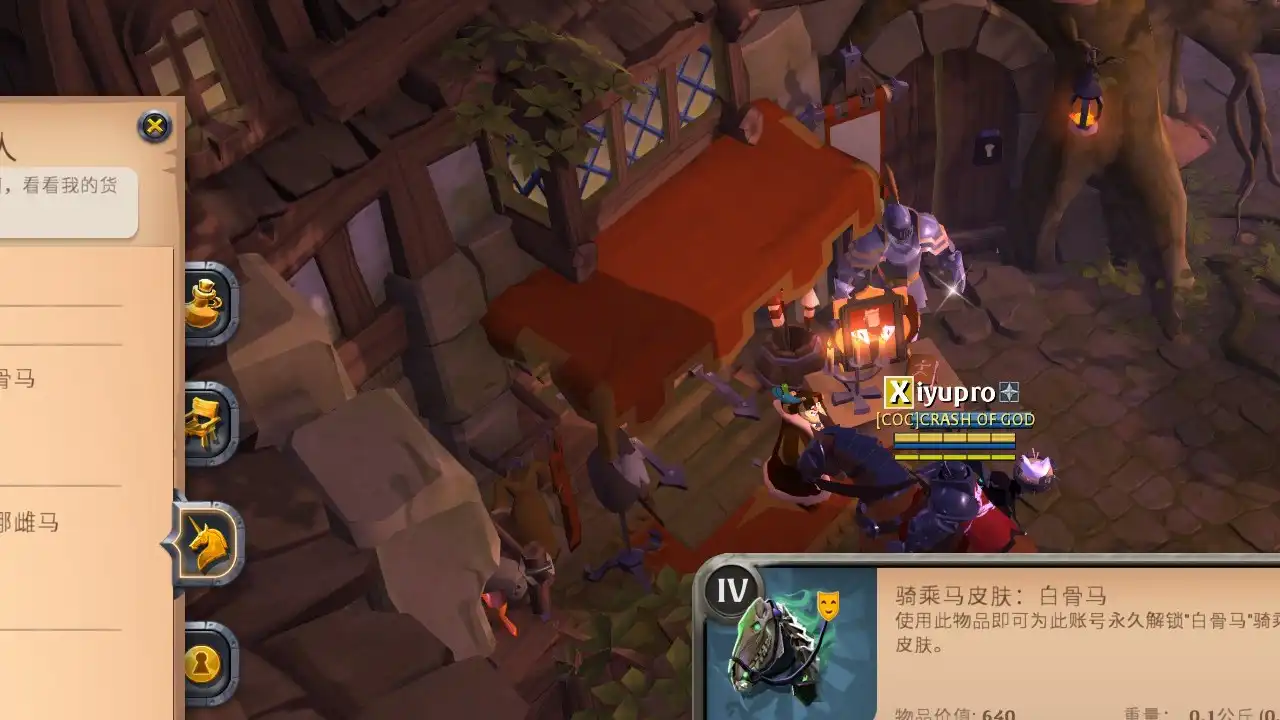 人
，看看我的货
骨马
那雌马
Xiyupro
[COC]CRASH OF GOD
IV
骑乘马皮肤：白骨马
使用此物品即可为此账号永久解锁"白骨马"骑乘
皮肤。
物品价值: 640
重量： 0.1公斤 (0